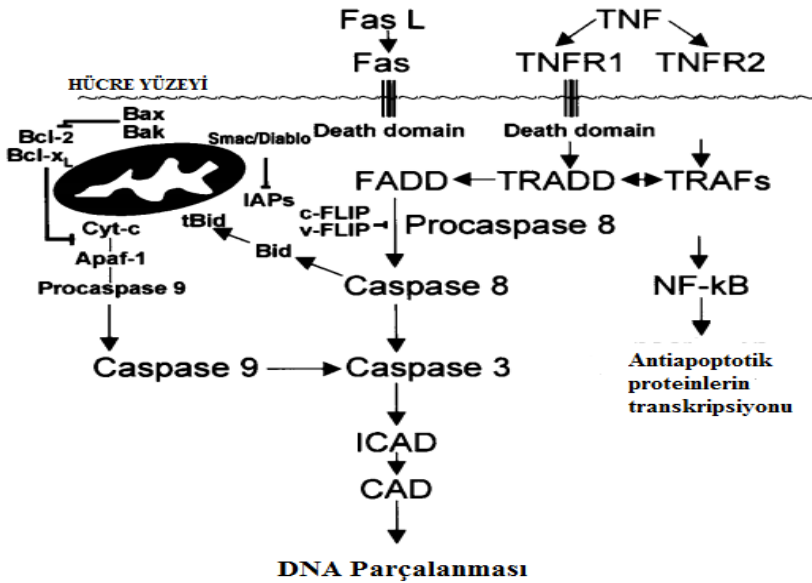 Fas L
TNF
Fas
TNFR1
TNFR2
HÜCRE YÜZEYİ
Bax
Bak
Bcl-2
Bcl-xL
Smac/Diablo
Death domain
Death domain
IAPs
FADD
TRADD
TRAFs
tBid
c-FLIP
v-FLIP
Procaspase 8
Cyt-c
Bid
Apaf-1
Procaspase 9
Caspase 8
NF-kB
Caspase 9
Caspase 3
Antiapoptotik
proteinlerin
transkripsiyonu
ICAD
CAD
DNA Parçalanması